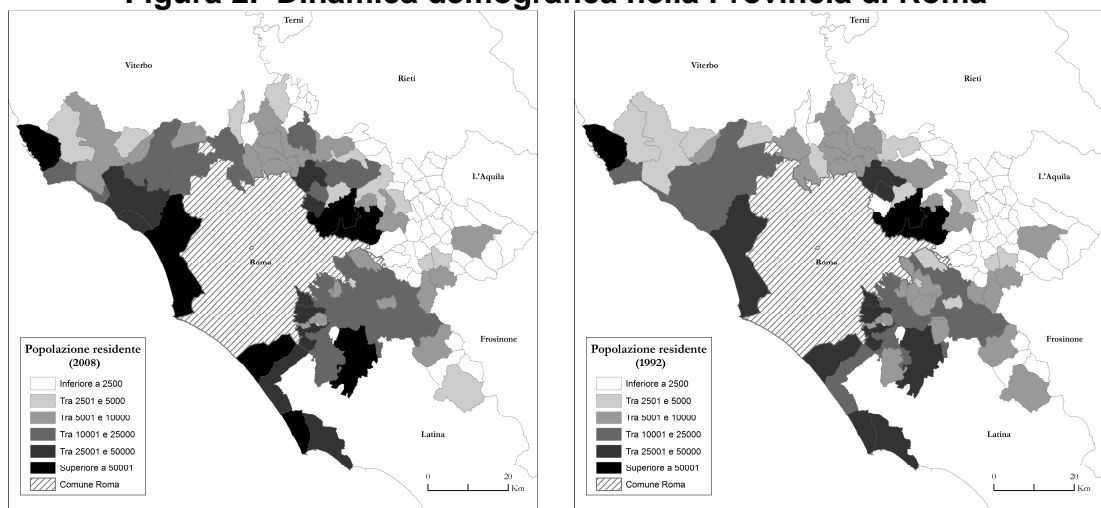 Figura 2. Dinamica demografica nella Provincia di Roma
Terni
Viterbo
Rieti
L'Aquila
Roma
Frosinone
Latina
Popolazione residente
(2008)
Inferiore a 2500
Tra 2501 e 5000
Tra 5001 e 10000
Tra 10001 e 25000
Tra 25001 e 50000
Superiore a 50001
Comune Roma
0 20
Km
Terni
Viterbo
Rieti
L'Aquila
Roma
Frosinone
Latina
Popolazione residente
(1992)
Inferiore a 2500
Tra 2501 e 5000
Tra 5001 e 10000
Tra 10001 e 25000
Tra 25001 e 50000
Superiore a 50001
Comune Roma
0 20
Km